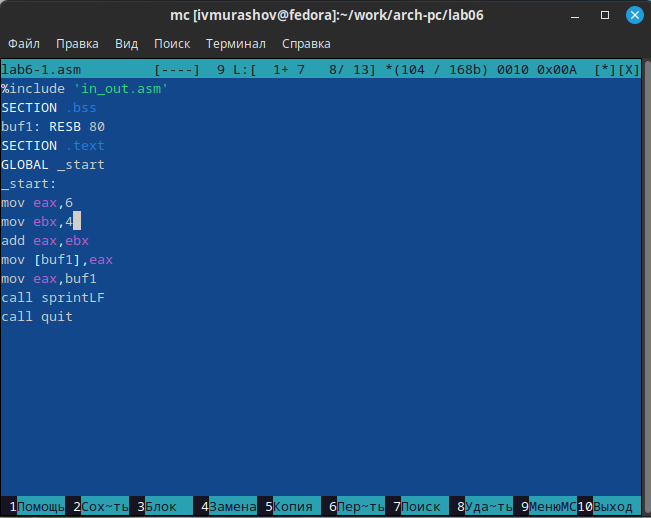 mc [ivmurashov@fedora]:~/work/arch-pc/lab06
Файл Правка Вид Поиск Терминал Справка
lab6-1.asm [----] 9 L:[ 1+ 7 8/ 13] *(104 / 168b) 0010 0x00A [*][X]
%include 'in_out.asm'
SECTION .bss
buf1: RESB 80
SECTION .text
GLOBAL _start
_start:
mov eax,6
mov ebx,4
add eax,ebx
mov [buf1],eax
mov eax,buf1
call sprintLF
call quit
1Помощь 2Сох~ть 3Блок 4Замена 5Копия 6Пер~ть 7Поиск 8Уда~ть 9МенюMC 10Выход